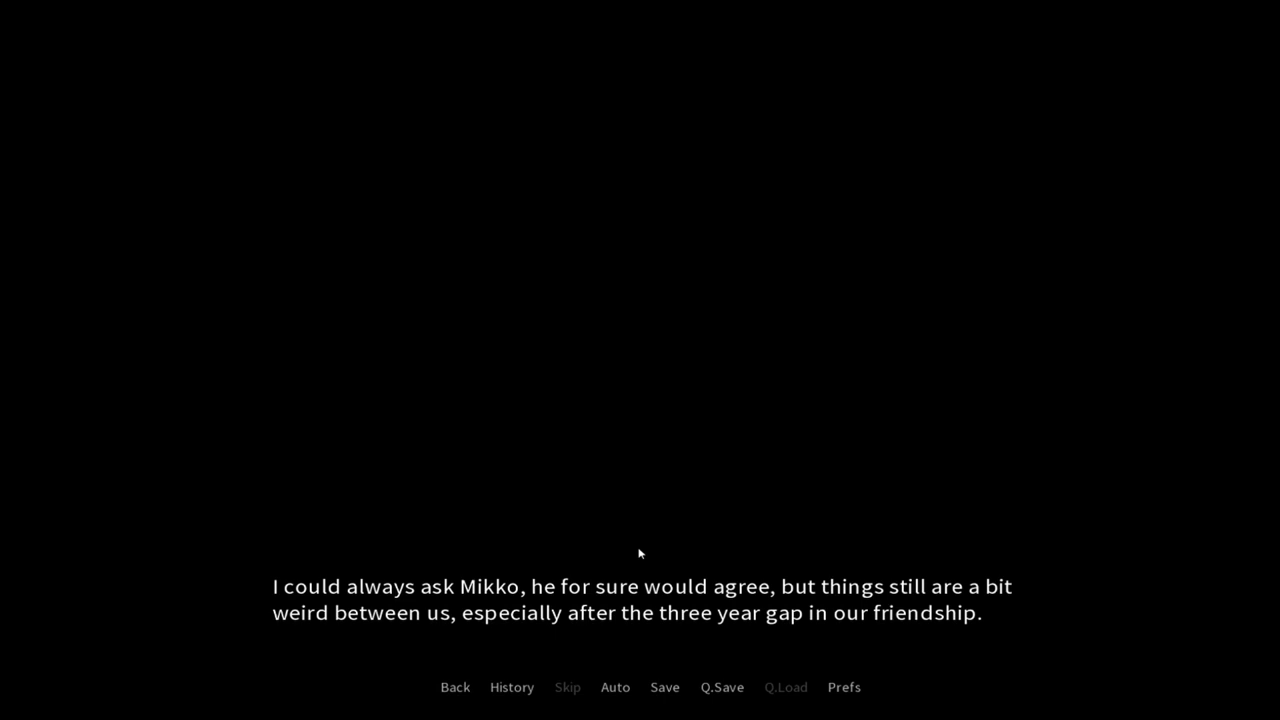 I could always ask Mikko, he for sure would agree, but things still are a bit
weird between us, especially after the three year gap in our friendship.
Back History Skip Auto Save Q.Save Q.Load Prefs